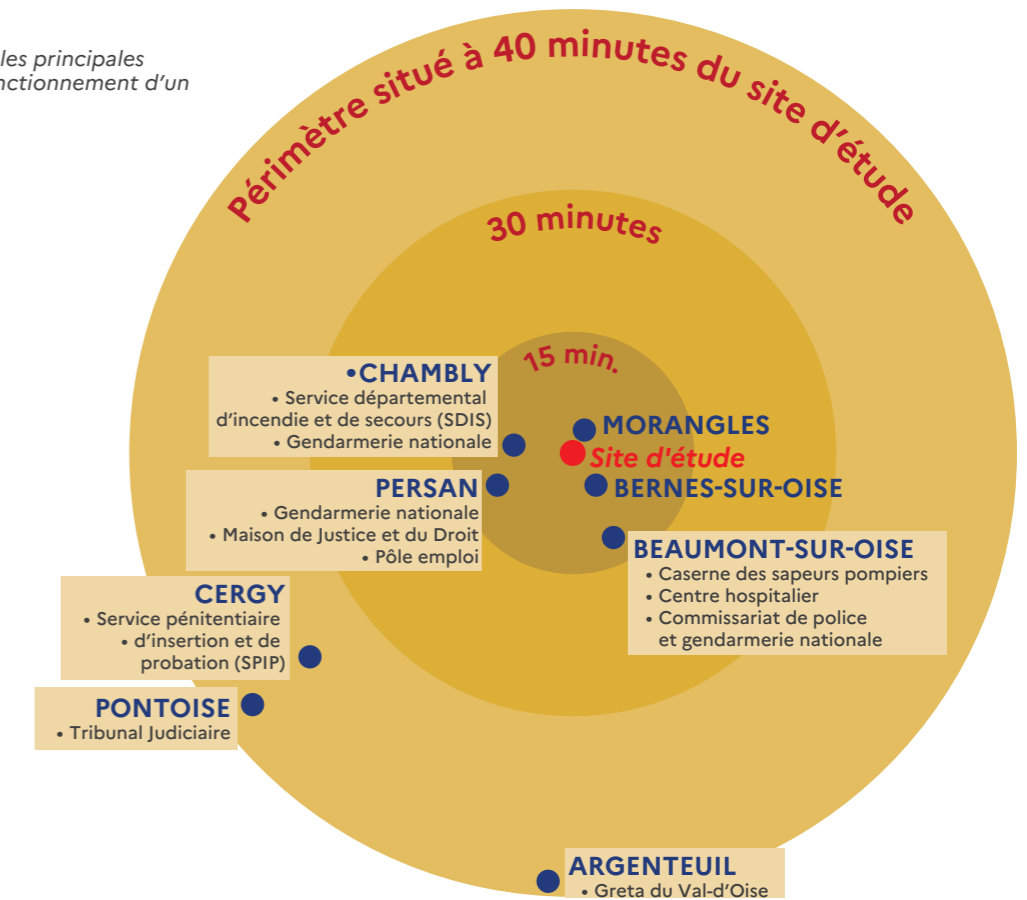 les principales
nctionnement d'un
Périmètre situé à 40 minutes du site d'étude
30 minutes
15 min.
•CHAMBLY
• Service départemental
d'incendie et de secours (SDIS)
• Gendarmerie nationale
MORANGLES
Site d'étude
PERSAN
• Gendarmerie nationale
• Maison de Justice et du Droit
• Pôle emploi
BERNES-SUR-OISE
BEAUMONT-SUR-OISE
• Caserne des sapeurs pompiers
• Centre hospitalier
• Commissariat de police
et gendarmerie nationale
CERGY
• Service pénitentiaire
• d'insertion et de
probation (SPIP)
PONTOISE
• Tribunal Judiciaire
ARGENTEUIL
• Greta du Val-d'Oise